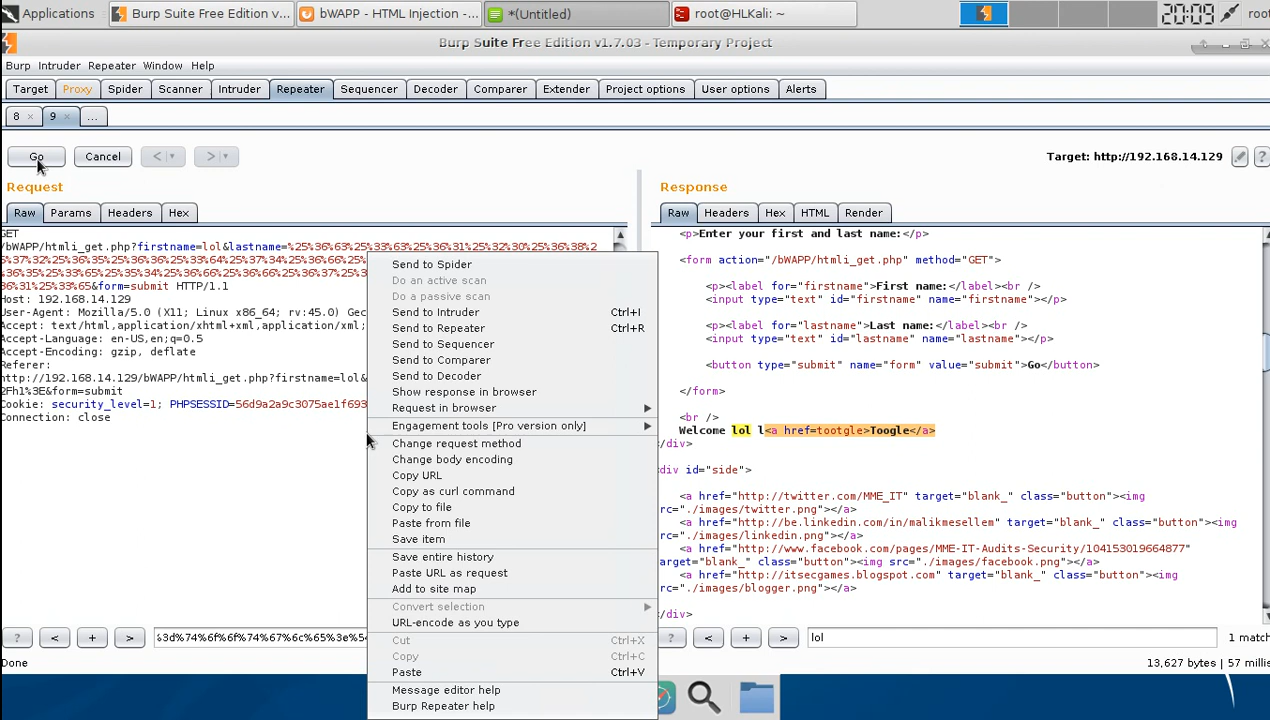 Applications
Burp Suite Free Edition v...
bWAPP - HTML Injection -...
*(Untitled)
root@HLKali: ~
20:09
root
Burp Suite Free Edition v1.7.03 - Temporary Project
Burp Intruder Repeater Window Help
Target Proxy Spider Scanner Intruder Repeater Sequencer Decoder Comparer Extender Project options User options Alerts
8 × 9 × ...
Go Cancel < > Target: http://192.168.14.129 ?
Request
Raw Params Headers Hex
GET
/bWAPP/htmli_get.php?firstname=lol&lastname=%25%36%63%25%33%63%25%36%31%25%32%30%25%36%38%2
Host: 192.168.14.129
User-Agent: Mozilla/5.0 (X11; Linux x86_64; rv:45.0) Gec
Accept: text/html,application/xhtml+xml,application/xml;
Accept-Language: en-US,en;q=0.5
Accept-Encoding: gzip, deflate
Referer:
http://192.168.14.129/bWAPP/htmli_get.php?firstname=lol&
2Fh1%3E&form=submit
Cookie: security_level=1; PHPSESSID=56d9a2a9c3075ae1f693
Connection: close
Send to Spider
Do an active scan
Do a passive scan
Send to Intruder Ctrl+I
Send to Repeater Ctrl+R
Send to Sequencer
Send to Comparer
Send to Decoder
Show response in browser
Request in browser
Engagement tools [Pro version only]
Change request method
Change body encoding
Copy URL
Copy as curl command
Copy to file
Paste from file
Save item
Save entire history
Paste URL as request
Add to site map
Convert selection
URL-encode as you type
Cut Ctrl+X
Copy Ctrl+C
Paste Ctrl+V
Message editor help
Burp Repeater help
Response
Raw Headers Hex HTML Render
<p>Enter your first and last name:</p>
<form action="/bWAPP/htmli_get.php" method="GET">
<p><label for="firstname">First name:</label><br />
<input type="text" id="firstname" name="firstname"></p>
<p><label for="lastname">Last name:</label><br />
<input type="text" id="lastname" name="lastname"></p>
<button type="submit" name="form" value="submit">Go</button>
</form>
<br />
Welcome lol l<a href=tootgle>Toogle</a>
/div>
div id="side">
<a href="http://twitter.com/MME_IT" target="blank_" class="button"><img
rc="./images/twitter.png"></a>
<a href="http://be.linkedin.com/in/malikmesellem" target="blank_" class="button"><img
rc="./images/linkedin.png"></a>
<a href="http://www.facebook.com/pages/MME-IT-Audits-Security/104153019664877"
target="blank_" class="button"><img src="./images/facebook.png"></a>
<a href="http://itsecgames.blogspot.com" target="blank_" class="button"><img
rc="./images/blogger.png"></a>
/div>
? < + > %3d%74%6f%6f%74%67%6c%65%3e%54
? < + > lol 1 match
Done
13,627 bytes | 57 millis